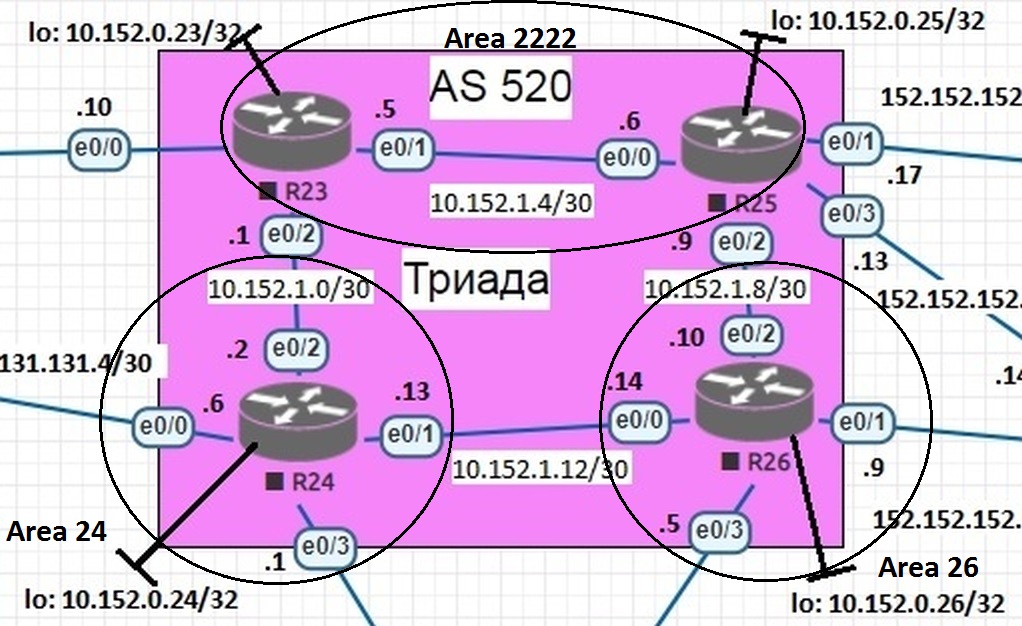 lo: 10.152.0.23/32
Area 2222
lo: 10.152.0.25/32
AS 520
.10
.5
.6
152.152.152
e0/0
e0/1
e0/0
e0/1
.17
R23
10.152.1.4/30
R25
e0/3
.1
e0/2
.9
e0/2
.13
Триада
10.152.1.0/30
10.152.1.8/30
152.152.152.
.2
e0/2
.10
e0/2
131.131.4/30
.6
.13
.14
.14
e0/0
e0/1
e0/0
e0/1
R24
10.152.1.12/30
R26
.9
Area 24
.1
e0/3
.5
e0/3
152.152.152.
Area 26
lo: 10.152.0.24/32
lo: 10.152.0.26/32